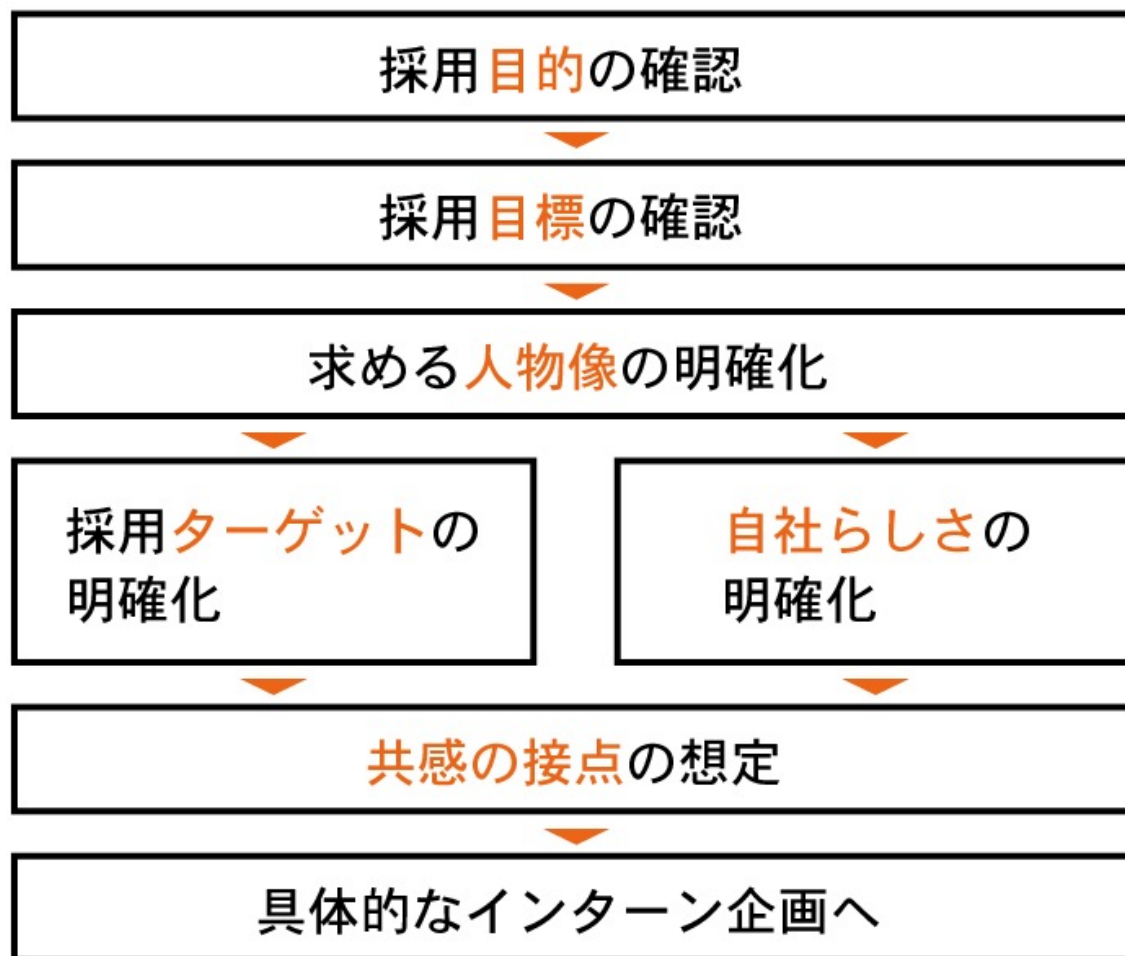 採用目的の確認
採用目標の確認
求める人物像の明確化
採用ターゲットの
明確化
自社らしさの
明確化
共感の接点の想定
具体的なインターン企画へ